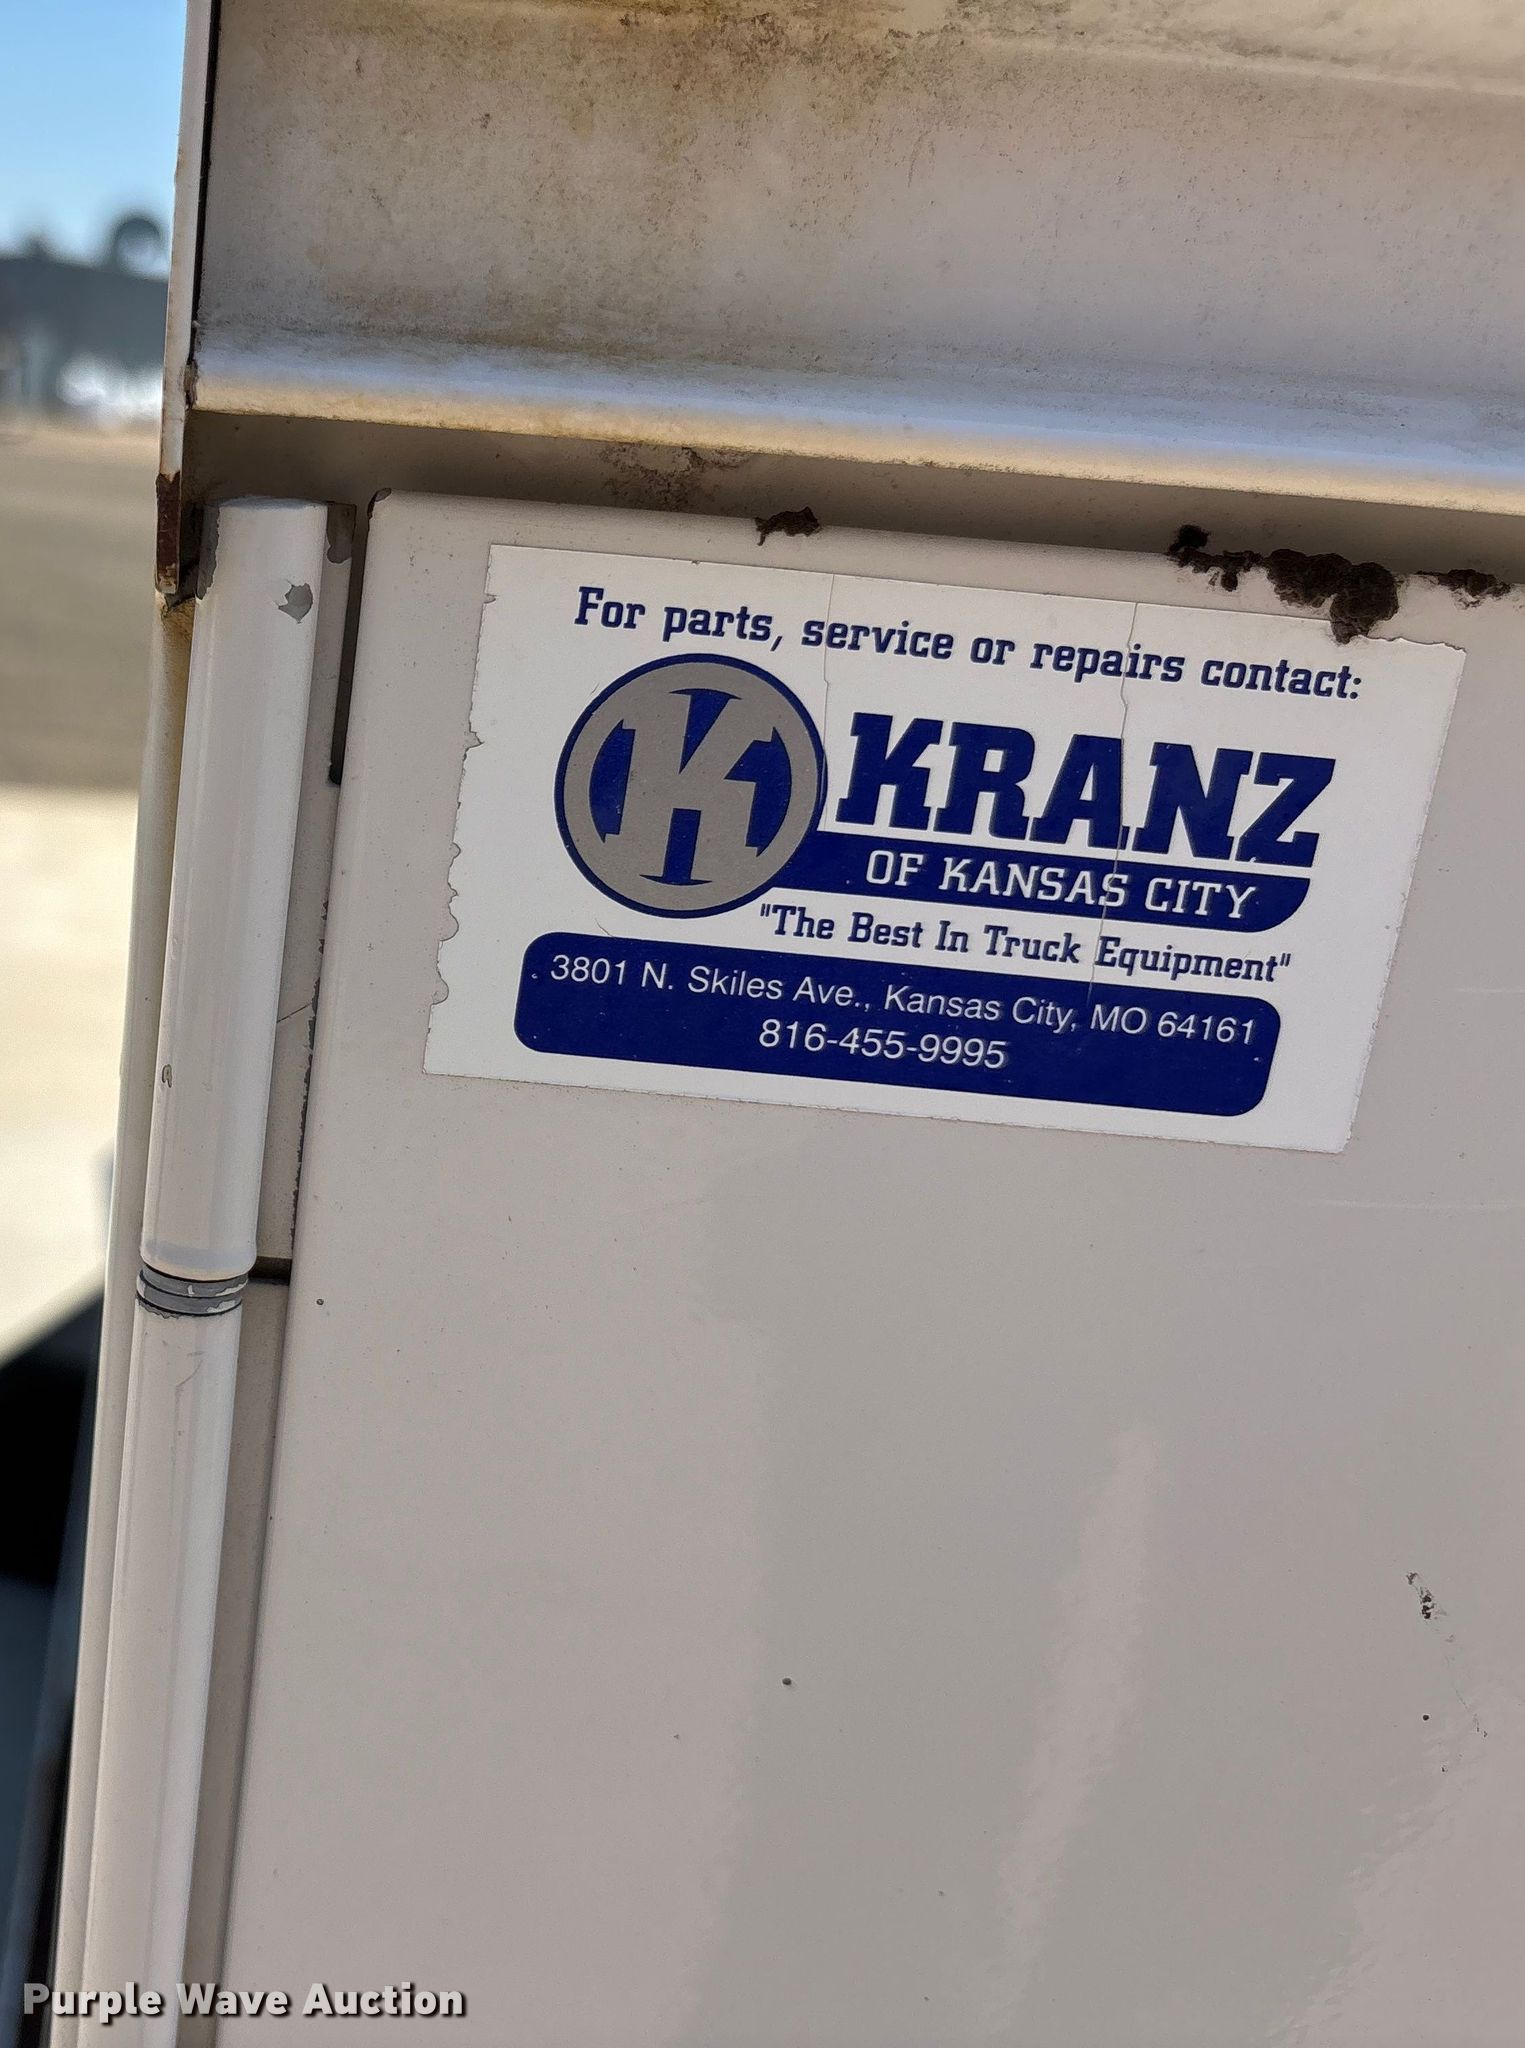 For parts, service or repairs contact:
K
KRANZ
OF KANSAS CITY
"The Best In Truck Equipment"
3801 N. Skiles Ave., Kansas City, MO 64161
816-455-9995
Purple Wave Auction